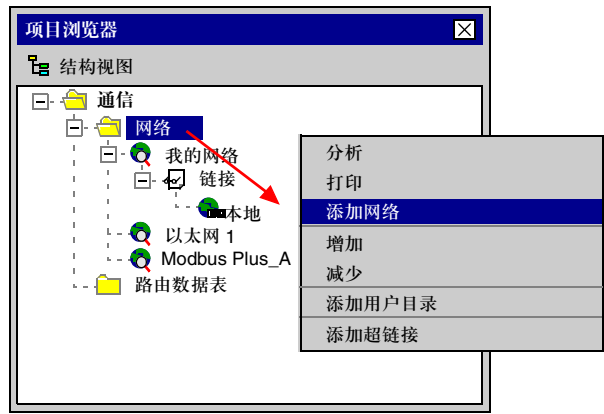 项目浏览器
结构视图
通信
网络
我的网络
链接
本地
以太网 1
Modbus Plus_A
路由数据表
分析
打印
添加网络
增加
减少
添加用户目录
添加超链接